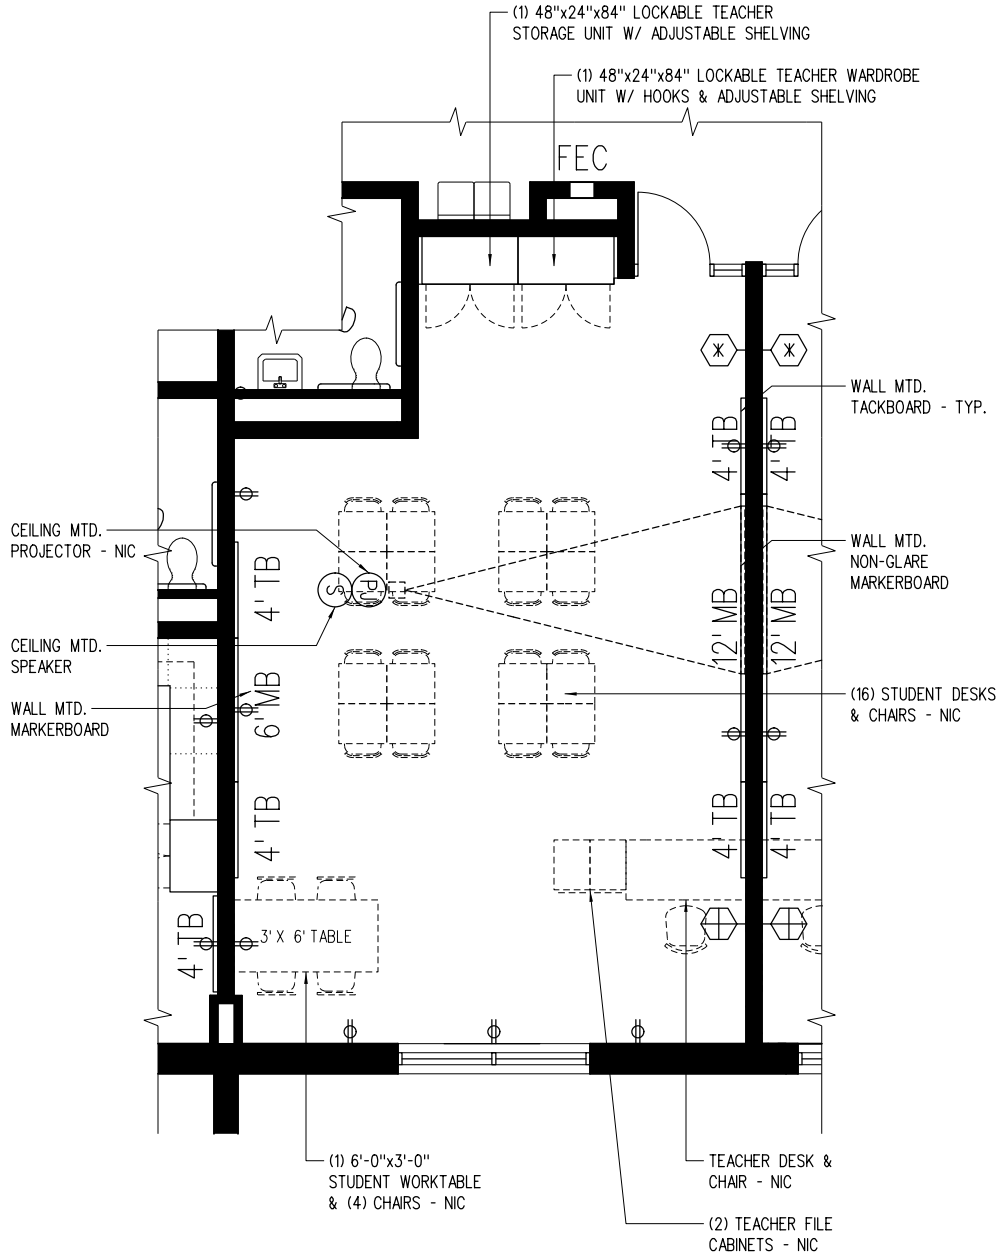 (1) 48"x24"x84" LOCKABLE TEACHER
STORAGE UNIT W/ ADJUSTABLE SHELVING
(1) 48"x24"x84" LOCKABLE TEACHER WARDROBE
UNIT W/ HOOKS & ADJUSTABLE SHELVING
FEC
WALL MTD.
TACKBOARD - TYP.
4' TB
4' TB
CEILING MTD.
PROJECTOR - NIC
WALL MTD.
NON-GLARE
MARKERBOARD
4' TB
S
PJ
12' MB
12' MB
CEILING MTD.
SPEAKER
6' MB
WALL MTD.
MARKERBOARD
(16) STUDENT DESKS
& CHAIRS - NIC
4' TB
4' TB
4' TB
4' TB
3' X 6' TABLE
(1) 6'-0"x3'-0"
STUDENT WORKTABLE
& (4) CHAIRS - NIC
TEACHER DESK &
CHAIR - NIC
(2) TEACHER FILE
CABINETS - NIC